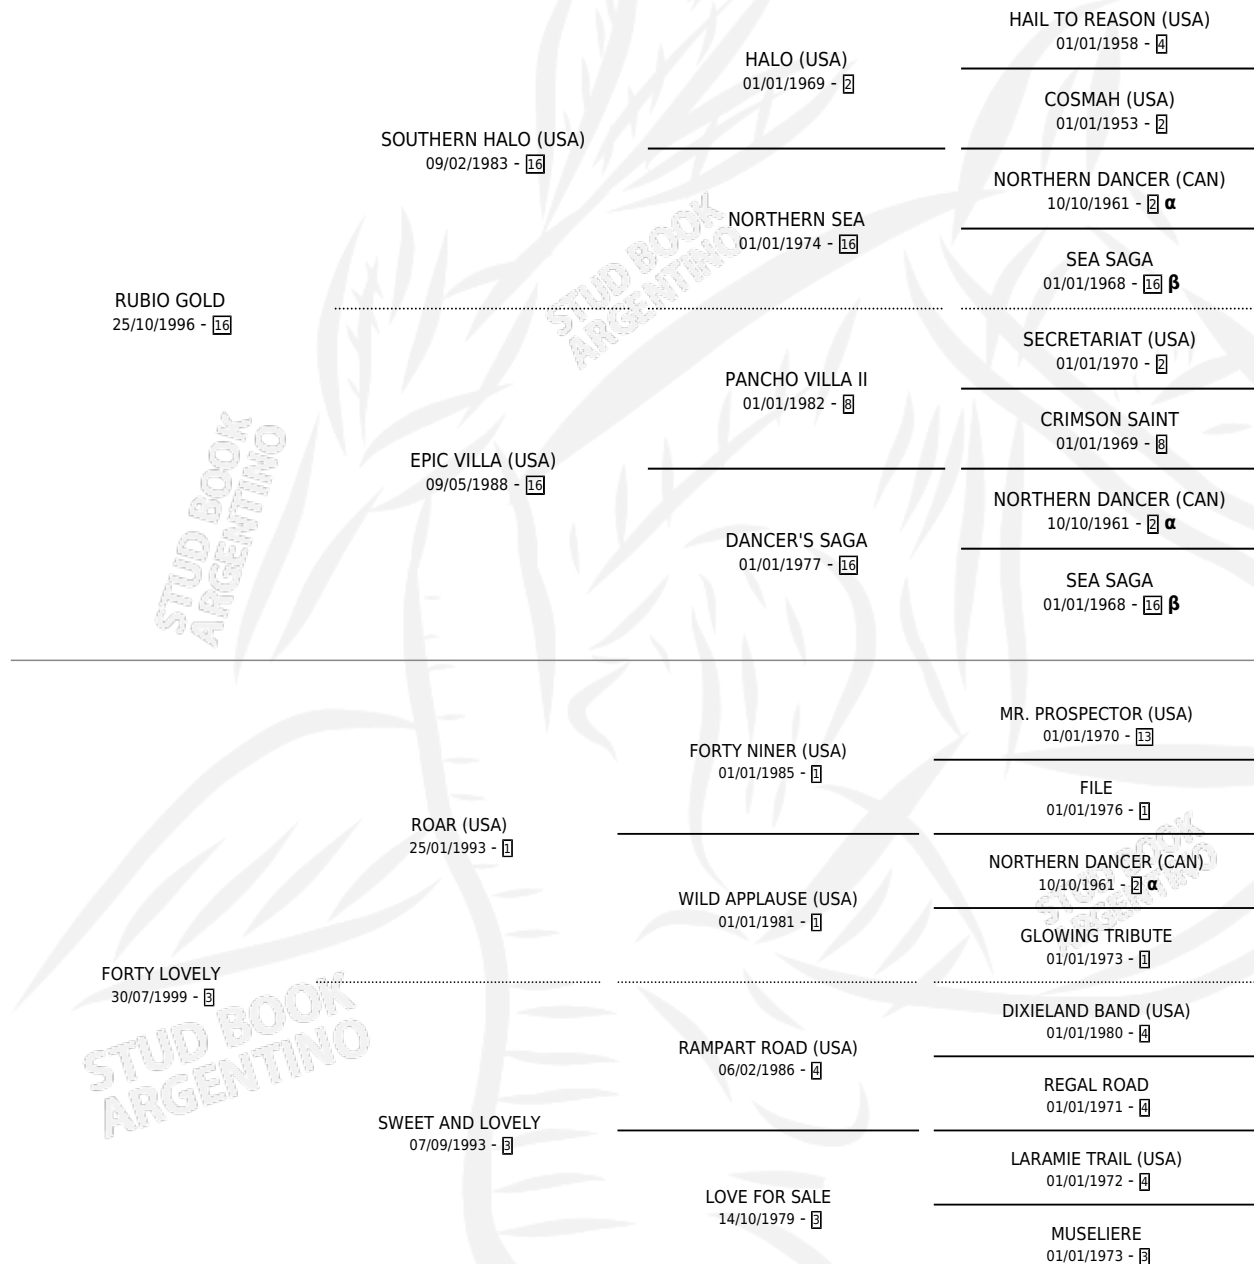 HAIL TO REASON (USA)
01/01/1958 - 4
HALO (USA)
01/01/1969 - 2
COSMAH (USA)
01/01/1953 - 2
SOUTHERN HALO (USA)
09/02/1983 - 16
NORTHERN DANCER (CAN)
10/10/1961 - 2 α
NORTHERN SEA
01/01/1974 - 16
SEA SAGA
01/01/1968 - 16 β
RUBIO GOLD
25/10/1996 - 16
SECRETARIAT (USA)
01/01/1970 - 2
PANCHO VILLA II
01/01/1982 - 8
CRIMSON SAINT
01/01/1969 - 8
EPIC VILLA (USA)
09/05/1988 - 16
NORTHERN DANCER (CAN)
10/10/1961 - 2 α
DANCER'S SAGA
01/01/1977 - 16
SEA SAGA
01/01/1968 - 16 β
MR. PROSPECTOR (USA)
01/01/1970 - 13
FORTY NINER (USA)
01/01/1985 - 1
FILE
01/01/1976 - 1
ROAR (USA)
25/01/1993 - 1
NORTHERN DANCER (CAN)
10/10/1961 - 2 α
WILD APPLAUSE (USA)
01/01/1981 - 1
GLOWING TRIBUTE
01/01/1973 - 1
FORTY LOVELY
30/07/1999 - 3
DIXIELAND BAND (USA)
01/01/1980 - 4
RAMPART ROAD (USA)
06/02/1986 - 4
REGAL ROAD
01/01/1971 - 4
SWEET AND LOVELY
07/09/1993 - 3
LARAMIE TRAIL (USA)
01/01/1972 - 4
LOVE FOR SALE
14/10/1979 - 3
MUSELIERE
01/01/1973 - 3
STUD BOOK
ARGENTINO
STUD BOOK
ARGENTINO
STUD BOOK
ARGENTINO
STUD BOOK
ARGENTINO